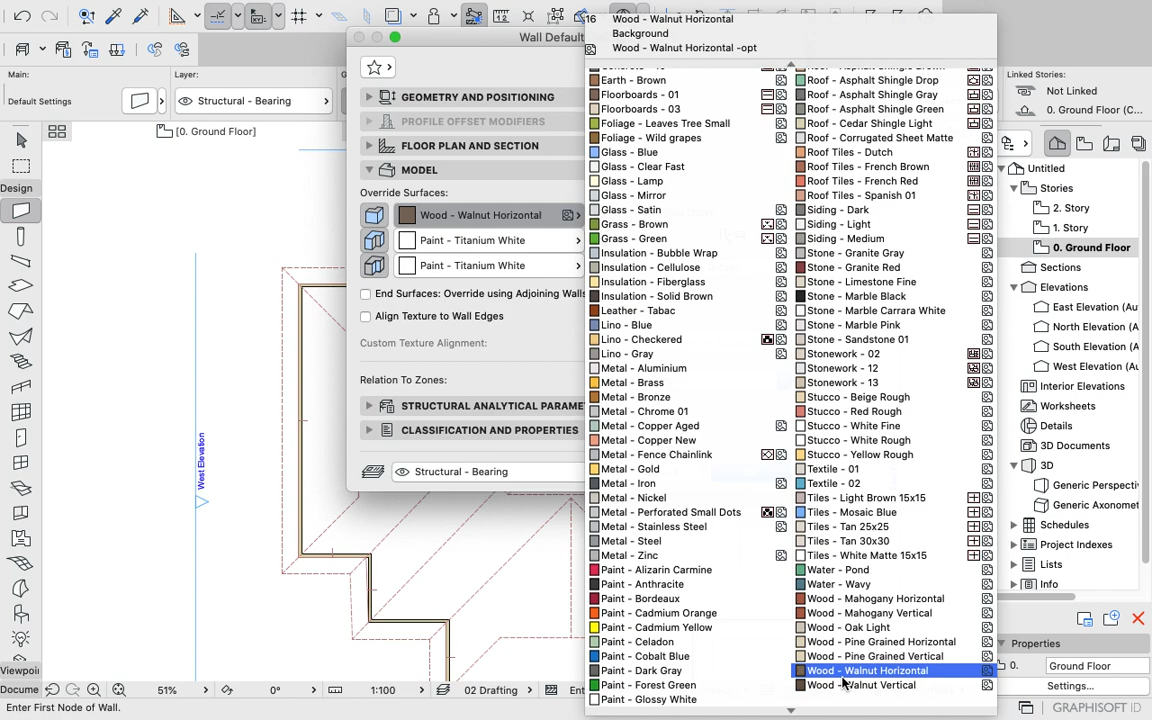 16 Wood - Walnut Horizontal
Background
Wood - Walnut Horizontal -opt
Wall Default
Main:
Layer:
Default Settings
Structural - Bearing
Linked Stories:
Not Linked
0. Ground Floor (C...
[0. Ground Floor]
Design
GEOMETRY AND POSITIONING
PROFILE OFFSET MODIFIERS
FLOOR PLAN AND SECTION
MODEL
Override Surfaces:
Wood - Walnut Horizontal
Paint - Titanium White
Paint - Titanium White
End Surfaces: Override using Adjoining Walls
Align Texture to Wall Edges
Custom Texture Alignment:
Relation To Zones:
STRUCTURAL ANALYTICAL PARAME
CLASSIFICATION AND PROPERTIES
Structural - Bearing
West Elevation
Earth - Brown
Floorboards - 01
Floorboards - 03
Foliage - Leaves Tree Small
Foliage - Wild grapes
Glass - Blue
Glass - Clear Fast
Glass - Lamp
Glass - Mirror
Glass - Satin
Grass - Brown
Grass - Green
Insulation - Bubble Wrap
Insulation - Cellulose
Insulation - Fiberglass
Insulation - Solid Brown
Leather - Tabac
Lino - Blue
Lino - Checkered
Lino - Gray
Metal - Aluminium
Metal - Brass
Metal - Bronze
Metal - Chrome 01
Metal - Copper Aged
Metal - Copper New
Metal - Fence Chainlink
Metal - Gold
Metal - Iron
Metal - Nickel
Metal - Perforated Small Dots
Metal - Stainless Steel
Metal - Steel
Metal - Zinc
Paint - Alizarin Carmine
Paint - Anthracite
Paint - Bordeaux
Paint - Cadmium Orange
Paint - Cadmium Yellow
Paint - Celadon
Paint - Cobalt Blue
Paint - Dark Gray
Paint - Forest Green
Paint - Glossy White
Roof - Asphalt Shingle Drop
Roof - Asphalt Shingle Gray
Roof - Asphalt Shingle Green
Roof - Cedar Shingle Light
Roof - Corrugated Sheet Matte
Roof Tiles - Dutch
Roof Tiles - French Brown
Roof Tiles - French Red
Roof Tiles - Spanish 01
Siding - Dark
Siding - Light
Siding - Medium
Stone - Granite Gray
Stone - Granite Red
Stone - Limestone Fine
Stone - Marble Black
Stone - Marble Carrara White
Stone - Marble Pink
Stone - Sandstone 01
Stonework - 02
Stonework - 12
Stonework - 13
Stucco - Beige Rough
Stucco - Red Rough
Stucco - White Fine
Stucco - White Rough
Stucco - Yellow Rough
Textile - 01
Textile - 02
Tiles - Light Brown 15x15
Tiles - Mosaic Blue
Tiles - Tan 25x25
Tiles - Tan 30x30
Tiles - White Matte 15x15
Water - Pond
Water - Wavy
Wood - Mahogany Horizontal
Wood - Mahogany Vertical
Wood - Oak Light
Wood - Pine Grained Horizontal
Wood - Pine Grained Vertical
Wood - Walnut Horizontal
Wood - Walnut Vertical
Untitled
Stories
2. Story
1. Story
0. Ground Floor
Sections
Elevations
East Elevation (Au
North Elevation (A
South Elevation (A
West Elevation (Au
Interior Elevations
Worksheets
Details
3D Documents
3D
Generic Perspecti
Generic Axonomet
Schedules
Project Indexes
Lists
Info
Properties
0. Ground Floor
Settings...
GRAPHISOFT ID
Viewpoi
Docume
51%
0°
1:100
02 Drafting
Ent
Enter First Node of Wall.